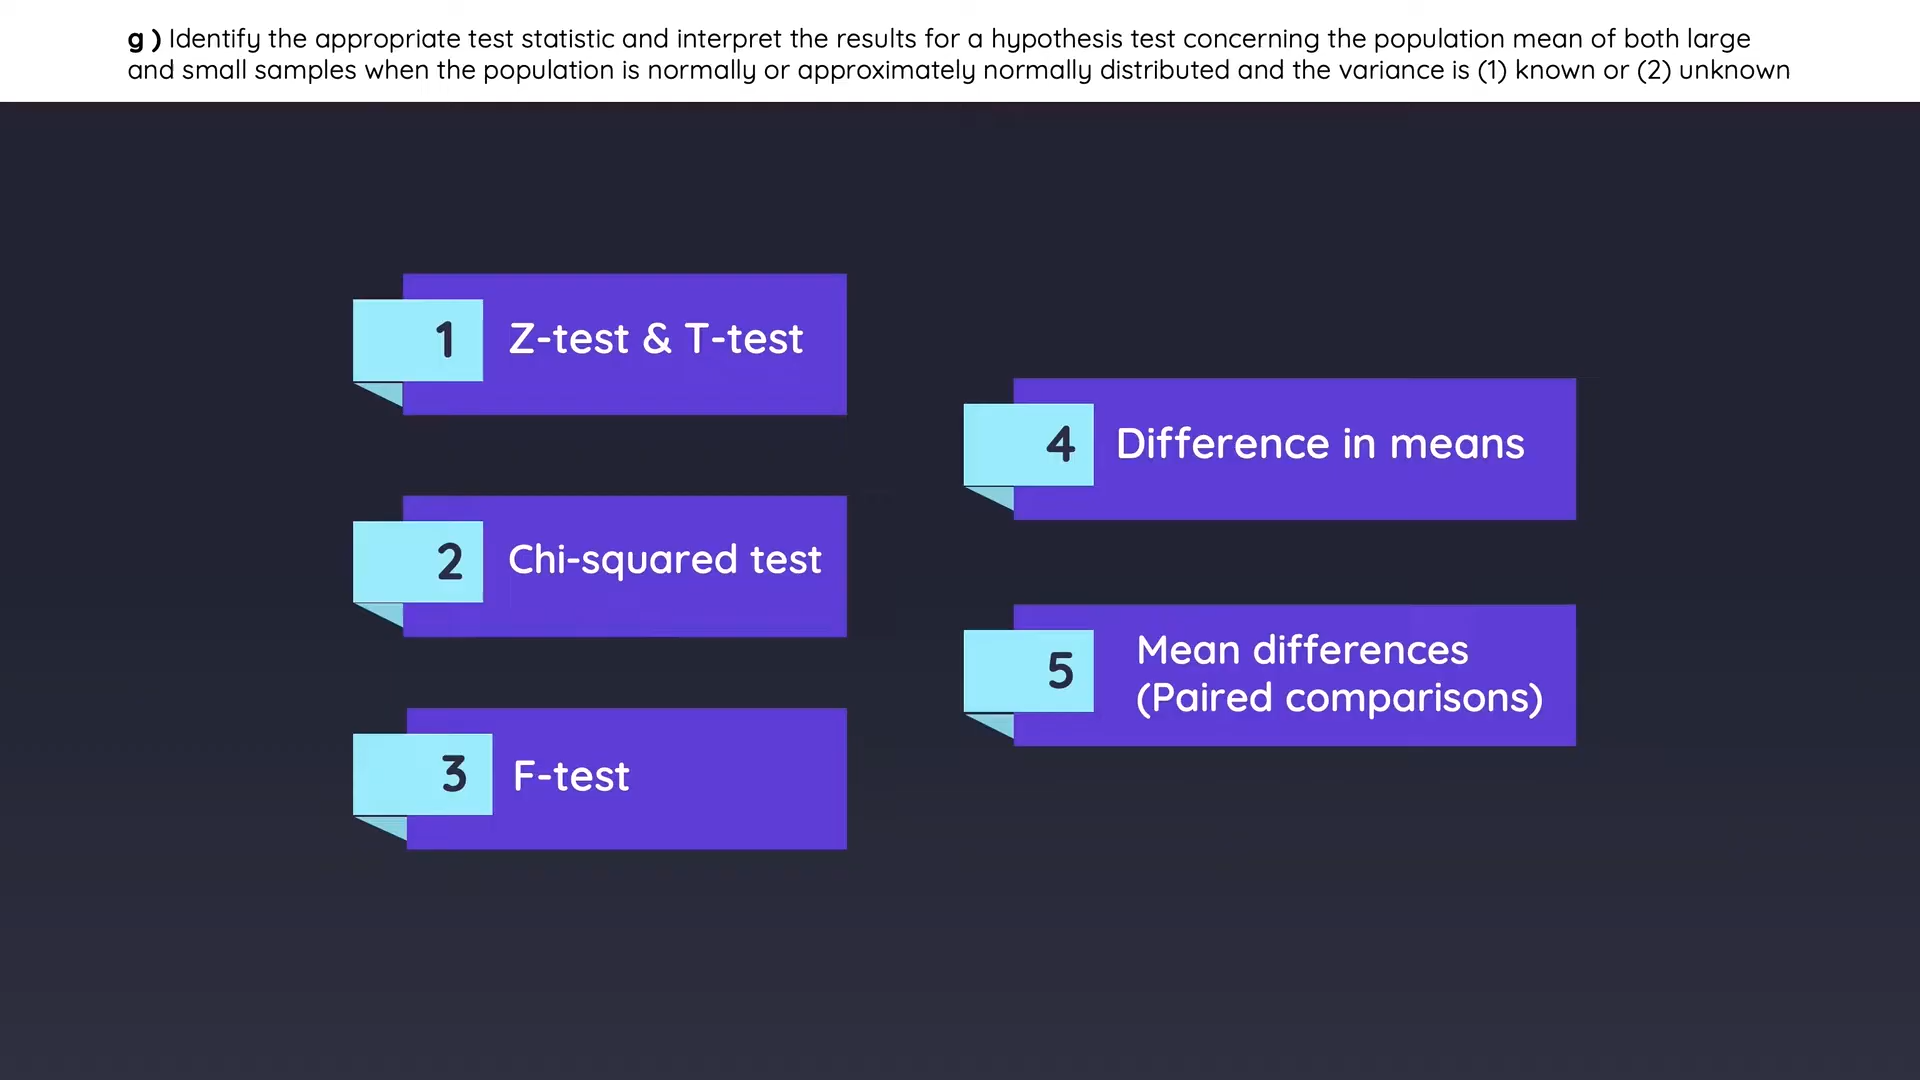 g ) Identify the appropriate test statistic and interpret the results for a hypothesis test concerning the population mean of both large
and small samples when the population is normally or approximately normally distributed and the variance is (1) known or (2) unknown
1 Z-test & T-test
2 Chi-squared test
3 F-test
4 Difference in means
5 Mean differences
(Paired comparisons)